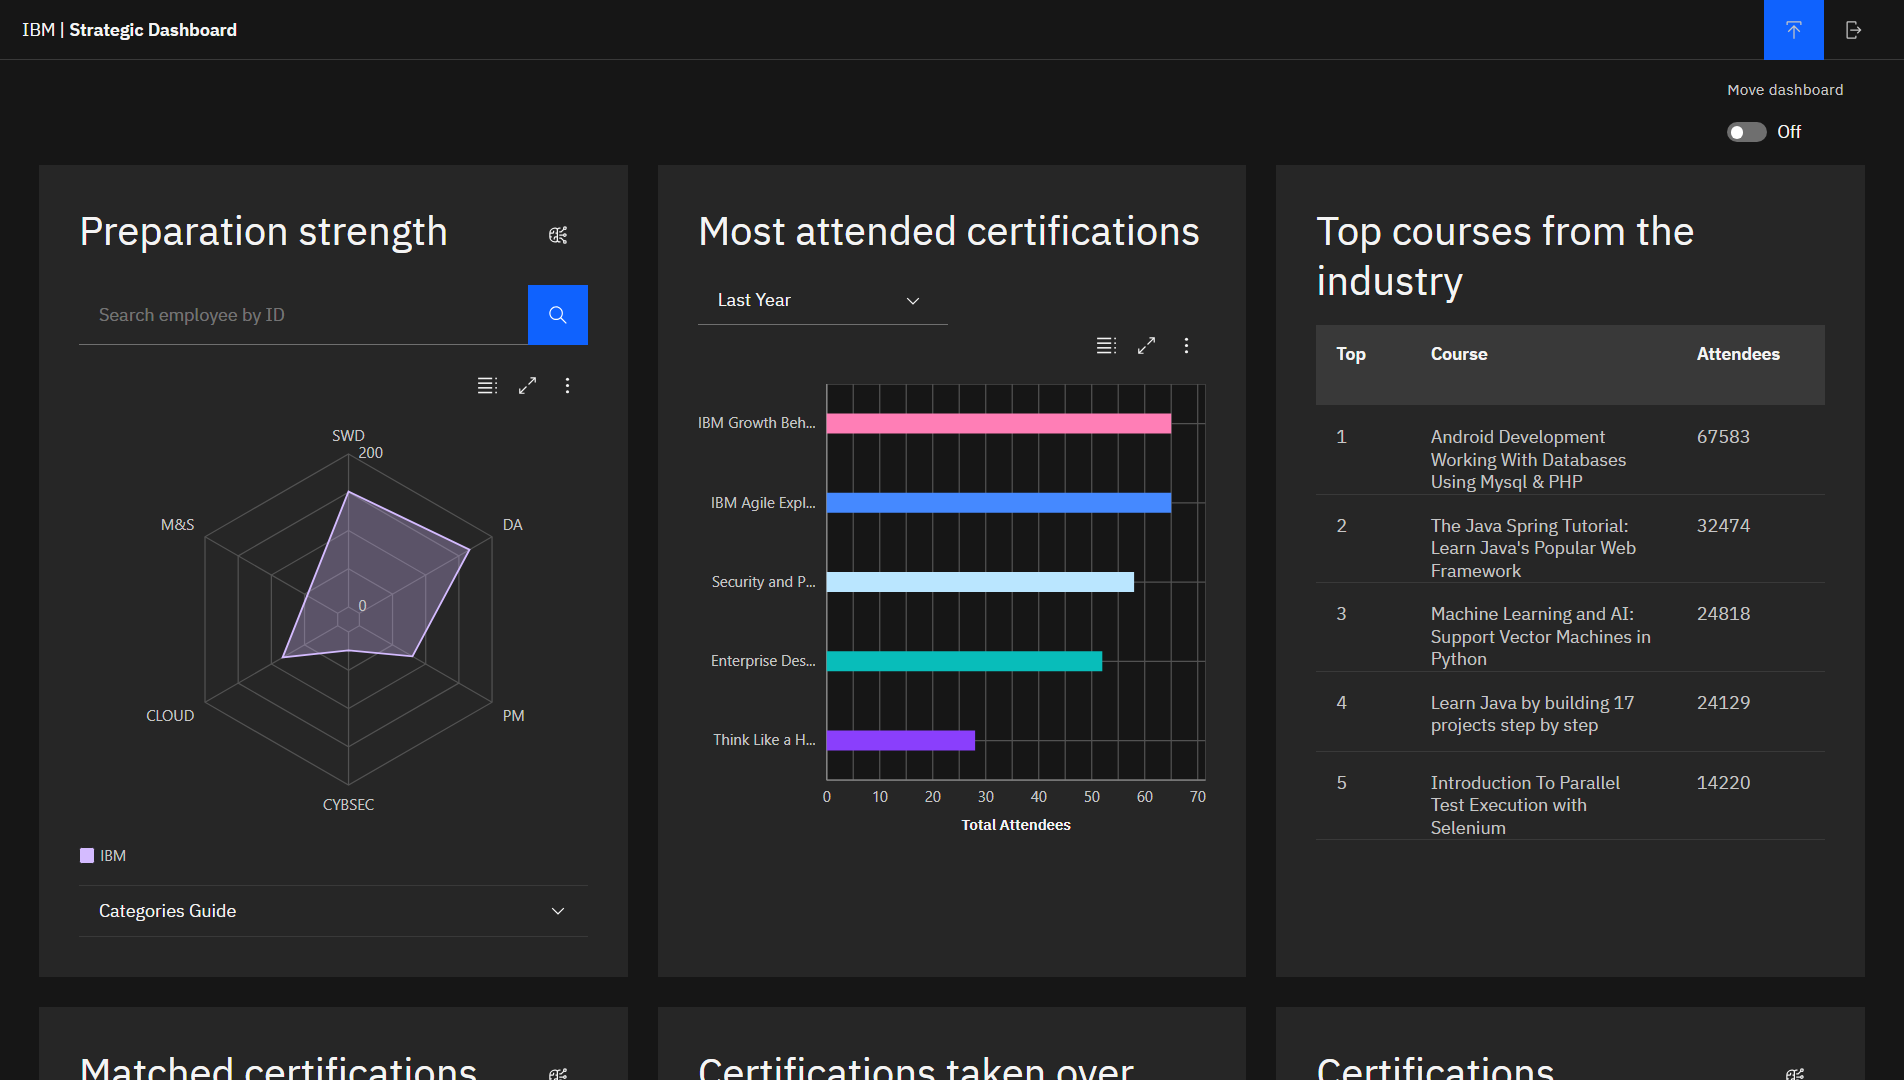 IBM | Strategic Dashboard
Move dashboard
Off
Preparation strength
Search employee by ID
SWD
200
M&S
DA
0
CLOUD
PM
CYBSEC
IBM
Categories Guide
Most attended certifications
Last Year
IBM Growth Beh...
IBM Agile Expl...
Security and P...
Enterprise Des...
Think Like a H...
0 10 20 30 40 50 60 70
Total Attendees
Top courses from the
industry
Top Course Attendees
1 Android Development 67583
Working With Databases
Using Mysql & PHP
2 The Java Spring Tutorial: 32474
Learn Java's Popular Web
Framework
3 Machine Learning and AI: 24818
Support Vector Machines in
Python
4 Learn Java by building 17 24129
projects step by step
5 Introduction To Parallel 14220
Test Execution with
Selenium
Matched certifications
Certifications taken over
Certifications